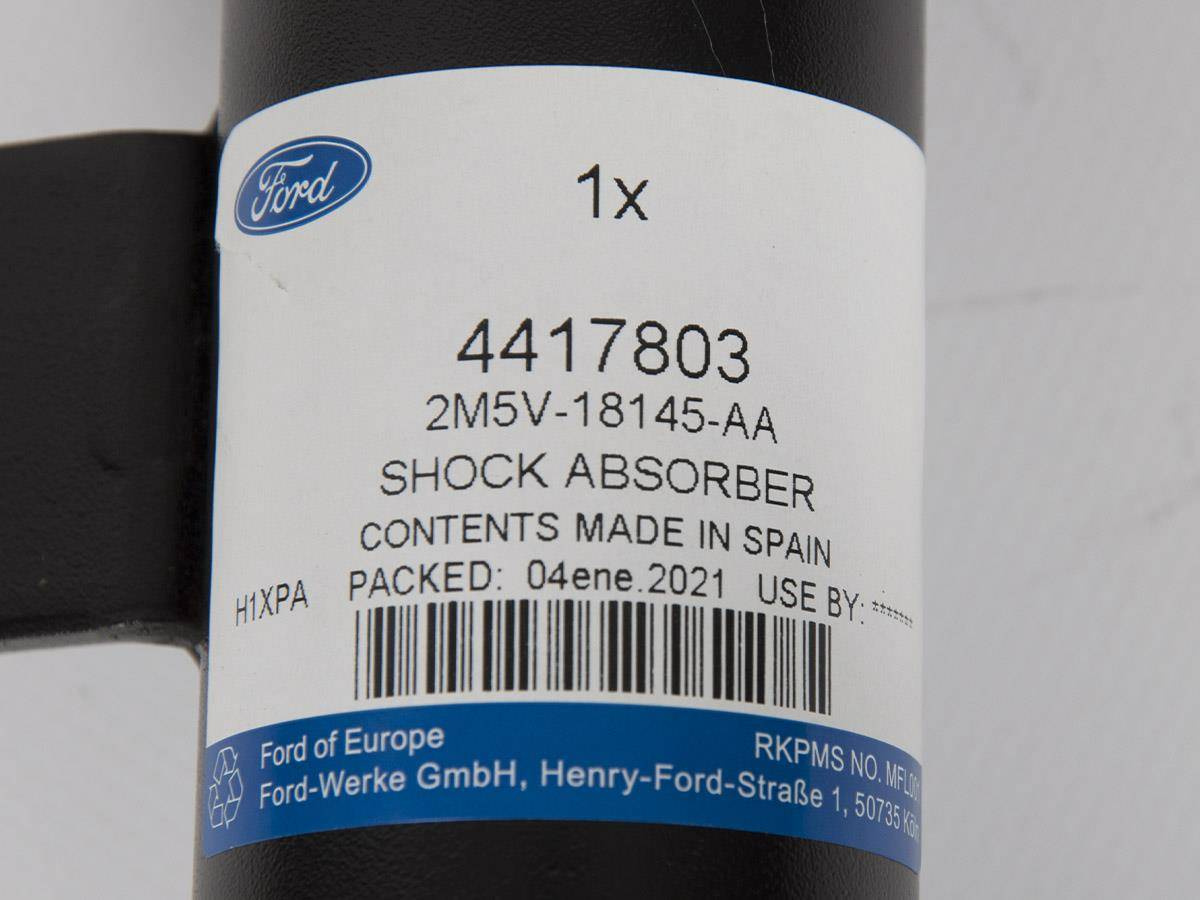 Ford
1x
4417803
2M5V-18145-AA
SHOCK ABSORBER
CONTENTS MADE IN SPAIN
H1XPA PACKED: 04ene.2021 USE BY: *******
Ford of Europe RKPMS NO.
Ford-Werke GmbH, Henry-Ford-Straße 1, 50735 Köln